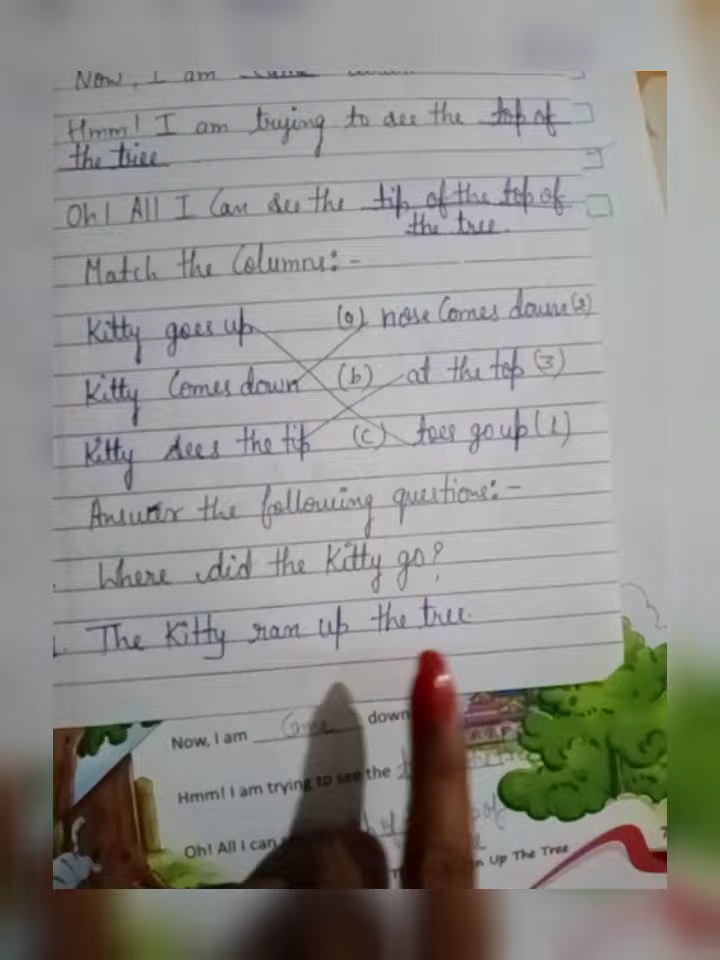 Now, I am
Hmm! I am trying to see the top of
the tree
Oh! All I Can see the tip of the top of
the tree.
Match the Columns:-
Kitty goes up (a) nose Comes down (2)
Kitty Comes down (b) at the top (3)
Kitty sees the tip (c) toes go up (1)
Answer the following questions:-
Where did the Kitty go?
The Kitty ran up the tree.
Now, I am Come down
Hmm! I am trying to see the
Oh! All I can
Up The Tree